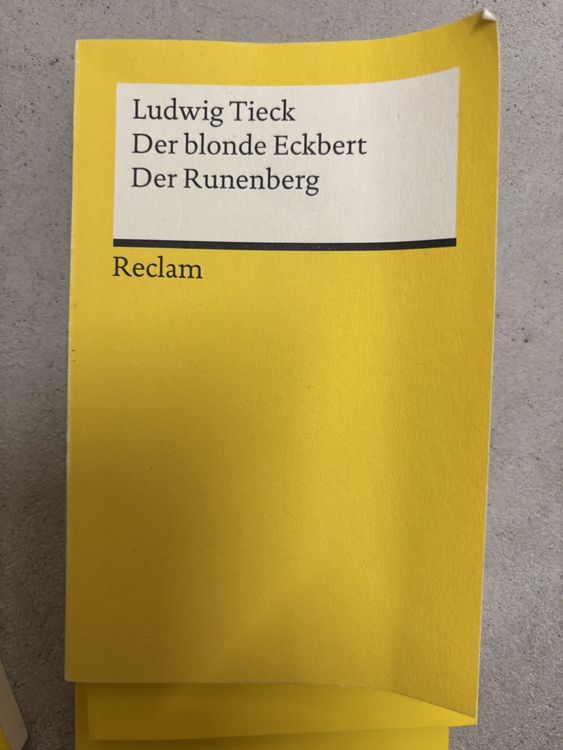 Ludwig Tieck
Der blonde Eckbert
Der Runenberg
Reclam